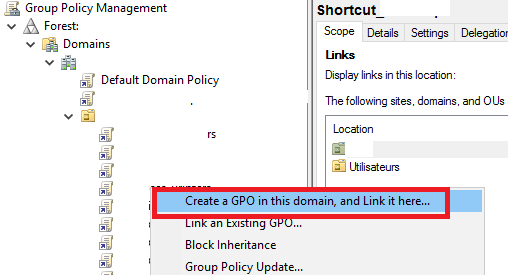 Group Policy Management
Forest:
Domains
Default Domain Policy
rs
Create a GPO in this domain, and Link it here...
Link an Existing GPO...
Block Inheritance
Group Policy Update...
Shortcut_
Scope Details Settings Delegation
Links
Display links in this location:
The following sites, domains, and OUs
Location
Utilisateurs